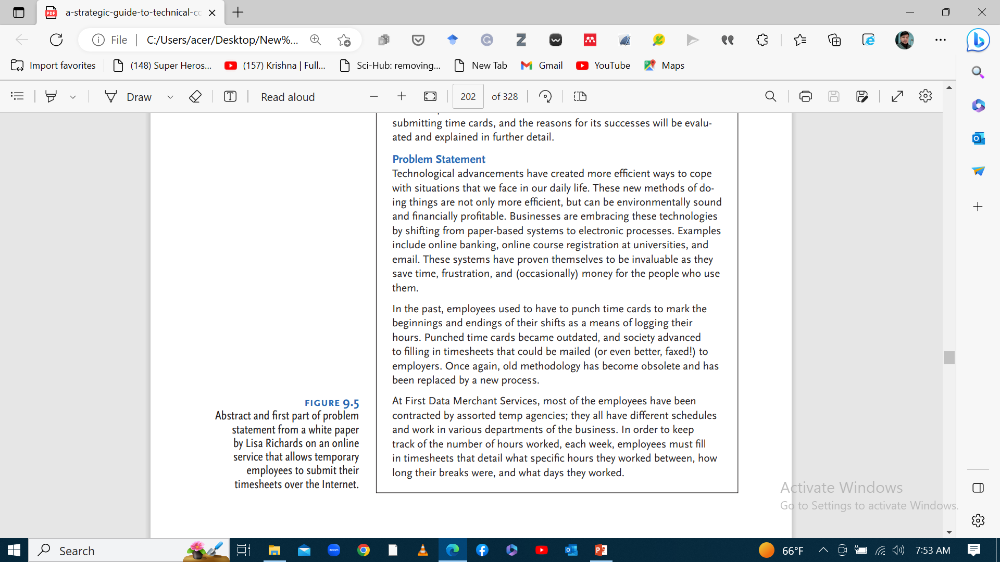 a-strategic-guide-to-technical-cc
File
C:/Users/acer/Desktop/New%...
Import favorites
(148) Super Heros...
(157) Krishna | Full...
Sci-Hub: removing...
New Tab
Gmail
YouTube
Maps
Draw
Read aloud
202
of 328
submitting time cards, and the reasons for its successes will be evalu-
ated and explained in further detail.
Problem Statement
Technological advancements have created more efficient ways to cope
with situations that we face in our daily life. These new methods of do-
ing things are not only more efficient, but can be environmentally sound
and financially profitable. Businesses are embracing these technologies
by shifting from paper-based systems to electronic processes. Examples
include online banking, online course registration at universities, and
email. These systems have proven themselves to be invaluable as they
save time, frustration, and (occasionally) money for the people who use
them.
In the past, employees used to have to punch time cards to mark the
beginnings and endings of their shifts as a means of logging their
hours. Punched time cards became outdated, and society advanced
to filling in timesheets that could be mailed (or even better, faxed!) to
employers. Once again, old methodology has become obsolete and has
been replaced by a new process.
At First Data Merchant Services, most of the employees have been
contracted by assorted temp agencies; they all have different schedules
and work in various departments of the business. In order to keep
track of the number of hours worked, each week, employees must fill
in timesheets that detail what specific hours they worked between, how
long their breaks were, and what days they worked.
FIGURE 9.5
Abstract and first part of problem
statement from a white paper
by Lisa Richards on an online
service that allows temporary
employees to submit their
timesheets over the Internet.
Activate Windows
Go to Settings to activate Windows.
Search
zoom
66°F
7:53 AM